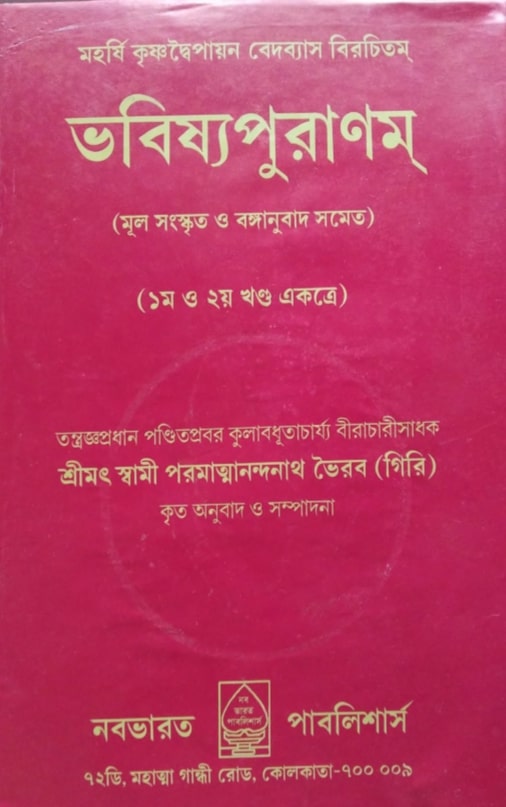 মহর্ষি কৃষ্ণদ্বৈপায়ন বেদব্যাস বিরচিতম্
ভবিষ্যপুরাণম্
(মূল সংস্কৃত ও বঙ্গানুবাদ সমেত)
(১ম ও ২য় খণ্ড একত্রে)
তন্ত্রজ্ঞপ্রধান পণ্ডিতপ্রবর কুলাবধূতাচার্য্য বীরাচারীসাধক
শ্রীমৎ স্বামী পরমাত্মানন্দনাথ ভৈরব (গিরি)
কৃত অনুবাদ ও সম্পাদনা
নব
ভারত
পাবলিশার্স
নবভারত পাবলিশার্স
৭২ডি, মহাত্মা গান্ধী রোড, কোলকাতা-৭০০ ০০৯